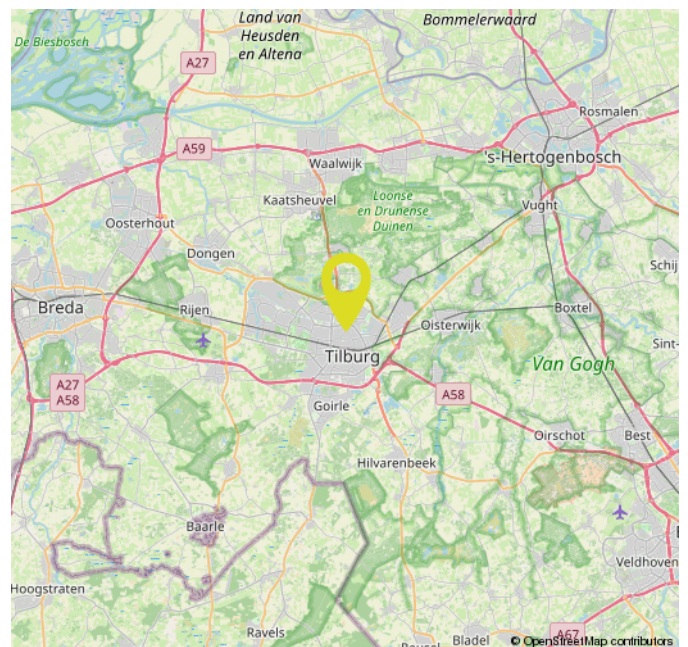 Land van
Heusden
en Altena
Bommelerwaard
De Biesbosch
A27
Rosmalen
A59
Waalwijk
's-Hertogenbosch
Kaatsheuvel
Loonse
en Drunense
Duinen
Vught
Oosterhout
Dongen
Schij
Breda
Rijen
Oisterwijk
Boxtel
Tilburg
Sint-
Van Gogh
A27
A58
A58
Goirle
Oirschot
Best
Hilvarenbeek
Baarle
Veldhoven
Hoogstraten
Ravels
Bladel
A67
© OpenStreetMap contributors